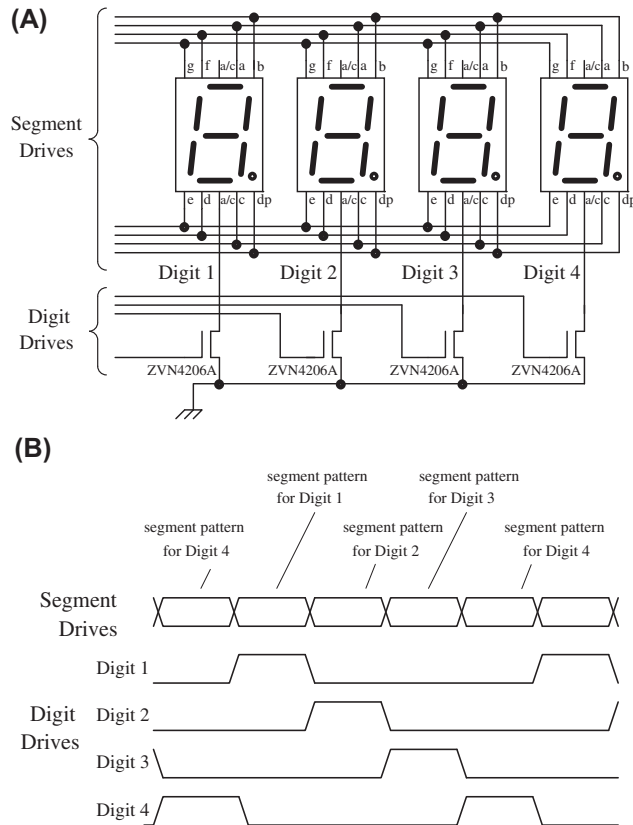 (A)
g f a/c a b g f a/c a b g f a/c a b g f a/c a b
Segment
Drives
e d a/c c dp e d a/c c dp e d a/c c dp e d a/c c dp
Digit 1 Digit 2 Digit 3 Digit 4
Digit
Drives
ZVN4206A ZVN4206A ZVN4206A ZVN4206A
(B)
segment pattern
for Digit 1
segment pattern
for Digit 3
segment pattern
for Digit 4
segment pattern
for Digit 2
segment pattern
for Digit 4
Segment
Drives
Digit 1
Digit 2
Digit
Drives
Digit 3
Digit 4